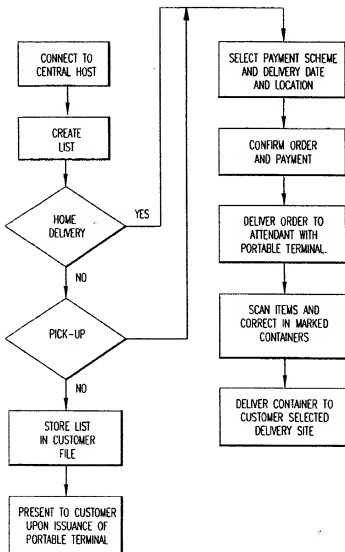 CONNECT TO
CENTRAL HOST
CREATE
LIST
HOME
DELIVERY
YES
NO
PICK-UP
NO
STORE LIST
IN CUSTOMER
FILE
PRESENT TO CUSTOMER
UPON ISSUANCE OF
PORTABLE TERMINAL
SELECT PAYMENT SCHEME
AND DELIVERY DATE
AND LOCATION
CONFIRM ORDER
AND PAYMENT
DELIVER ORDER TO
ATTENDANT WITH
PORTABLE TERMINAL.
SCAN ITEMS AND
CORRECT IN MARKED
CONTAINERS
DELIVER CONTAINER TO
CUSTOMER SELECTED
DELIVERY SITE